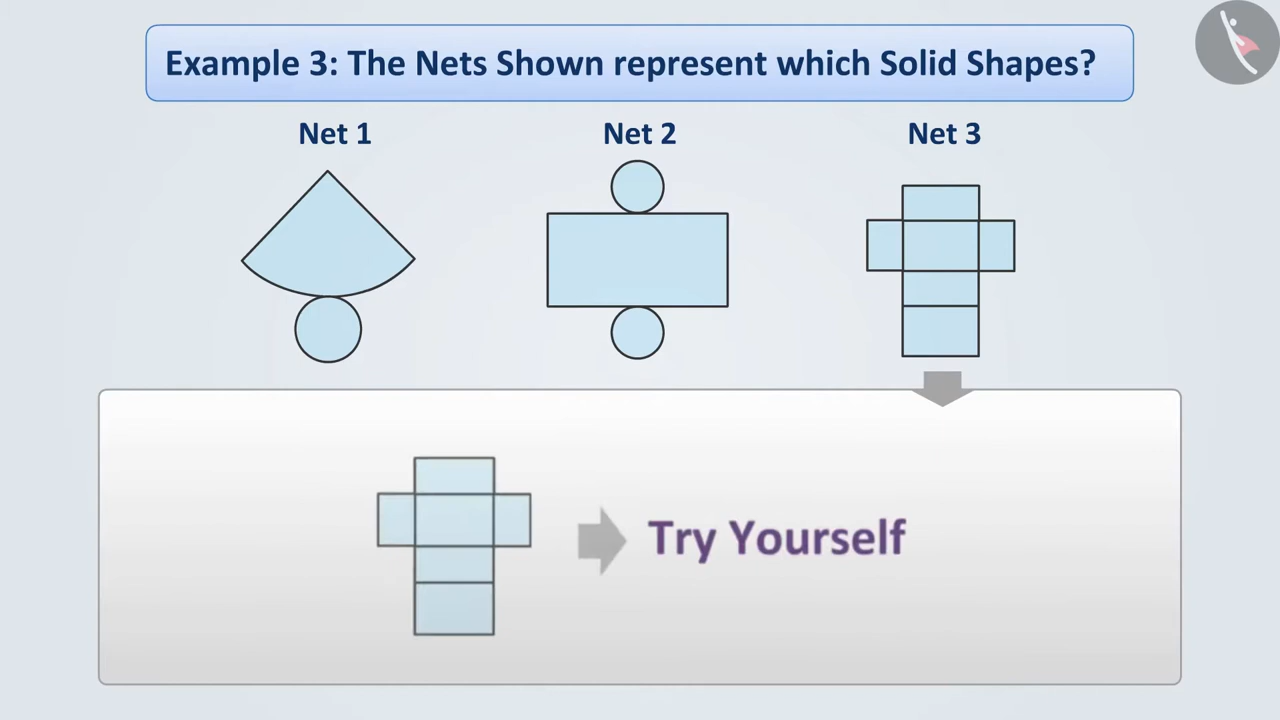 Example 3: The Nets Shown represent which Solid Shapes?
Net 1
Net 2
Net 3
Try Yourself